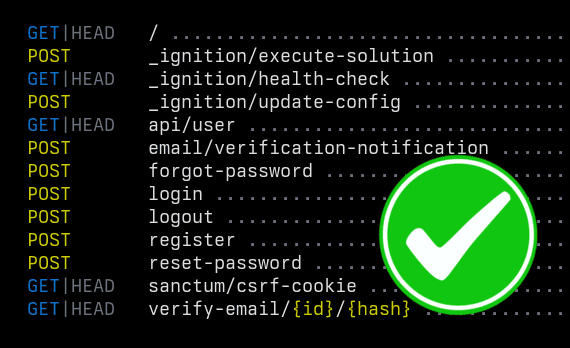 GET|HEAD / ......................................
POST _ignition/execute-solution ...........
GET|HEAD _ignition/health-check ...............
POST _ignition/update-config ..............
GET|HEAD api/user .............................
POST email/verification-notification .......
POST forgot-password ....................
login
POST logout ................
POST register ..............
POST reset-password ......
GET|HEAD sanctum/csrf-cookie ..
GET|HEAD verify-email/{id}/{hash} .............